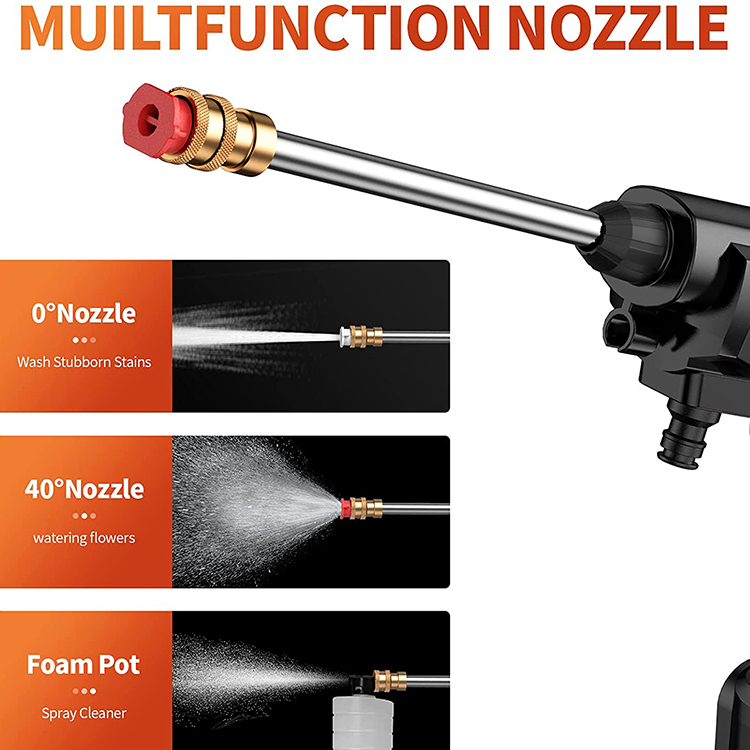 MUILTFUNCTION NOZZLE
0°Nozzle
Wash Stubborn Stains
40°Nozzle
watering flowers
Foam Pot
Spray Cleaner